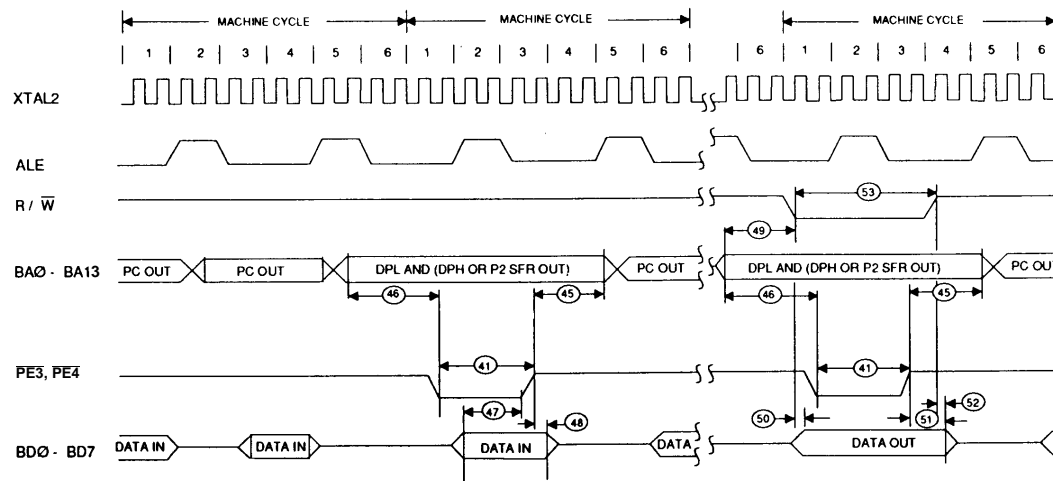 MACHINE CYCLE MACHINE CYCLE MACHINE CYCLE
1 2 3 4 5 6 1 2 3 4 5 6 6 1 2 3 4 5 6
XTAL2
ALE
R / W
53
49
BAØ - BA13 PC OUT PC OUT DPL AND (DPH OR P2 SFR OUT) PC OUT DPL AND (DPH OR P2 SFR OUT) PC OUT
46 45 46 45
PE3, PE4 41 41
47 48 50 51 52
BDØ - BD7 DATA IN DATA IN DATA IN DATA DATA OUT